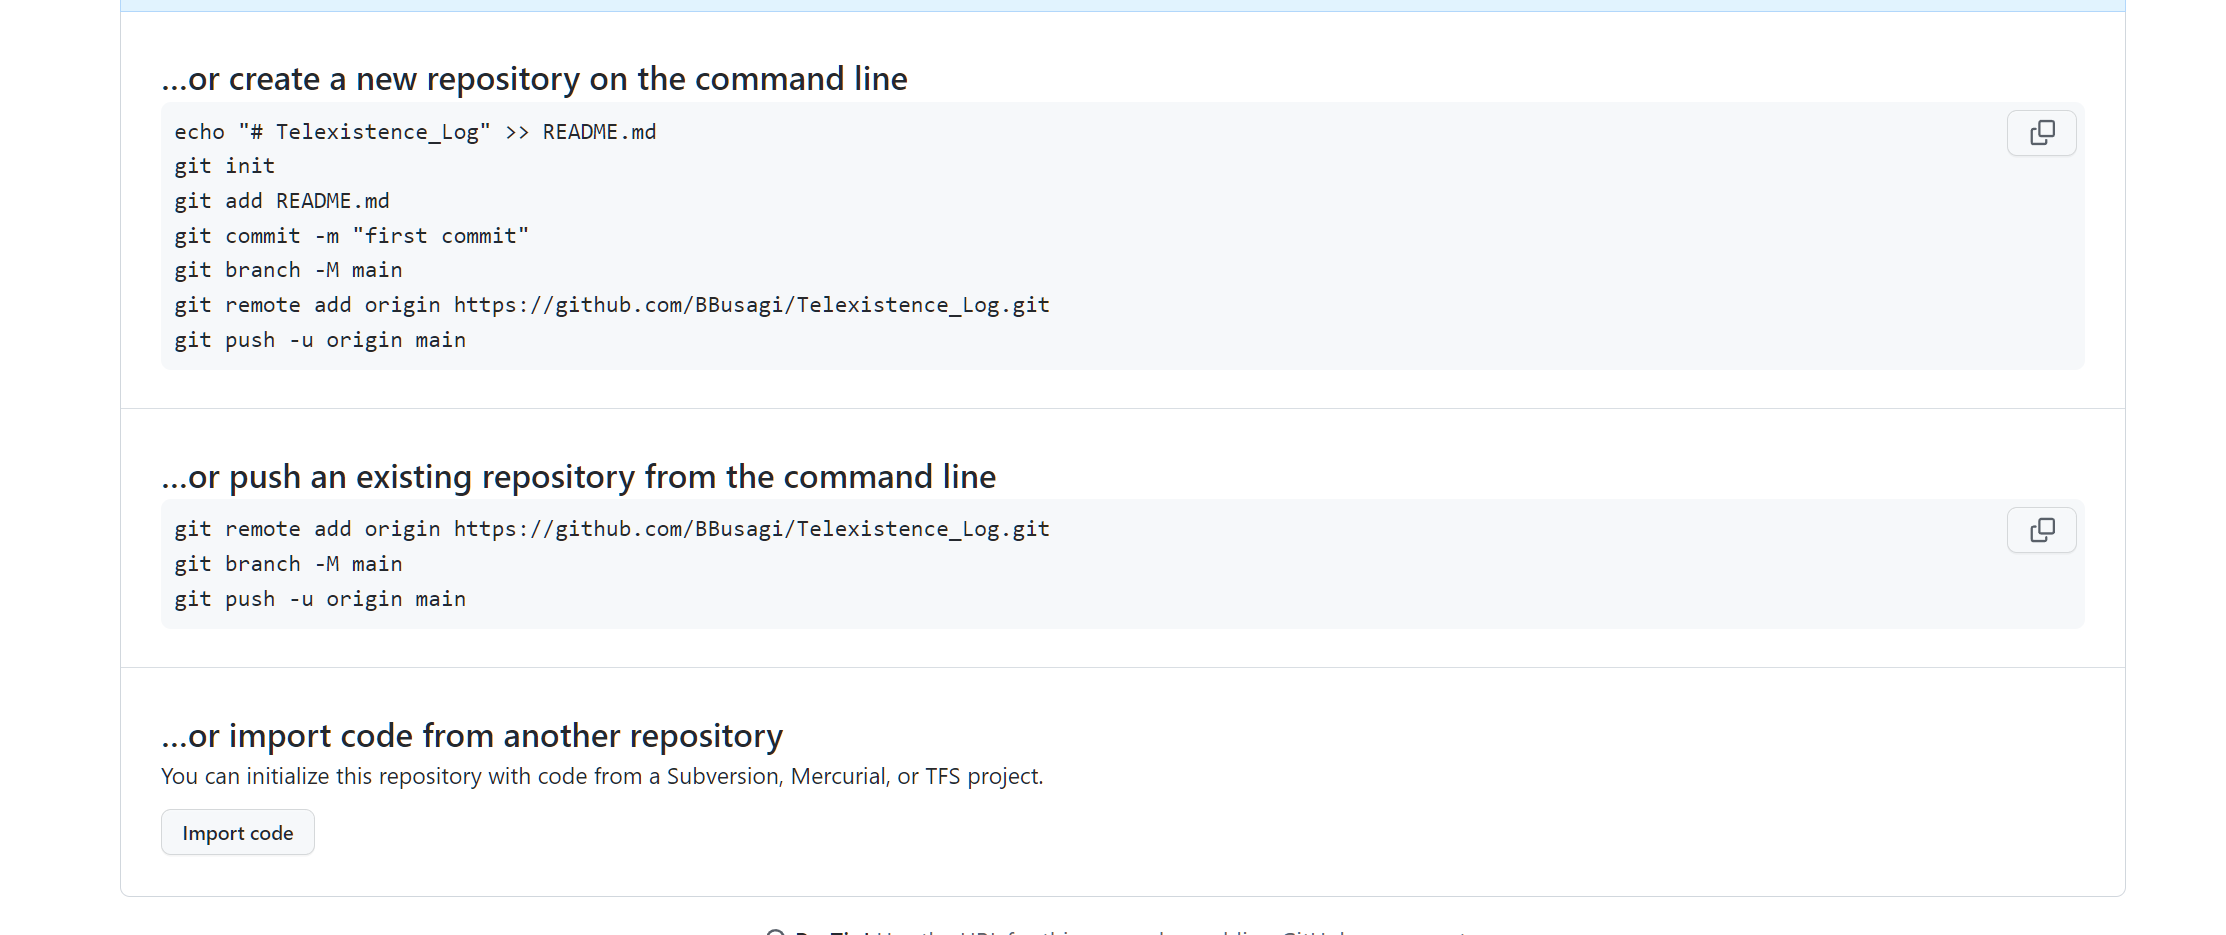 ...or create a new repository on the command line
echo "# Telexistence_Log" >> README.md
git init
git add README.md
git commit -m "first commit"
git branch -M main
git remote add origin https://github.com/BBusagi/Telexistence_Log.git
git push -u origin main
...or push an existing repository from the command line
git remote add origin https://github.com/BBusagi/Telexistence_Log.git
git branch -M main
git push -u origin main
...or import code from another repository
You can initialize this repository with code from a Subversion, Mercurial, or TFS project.
Import code